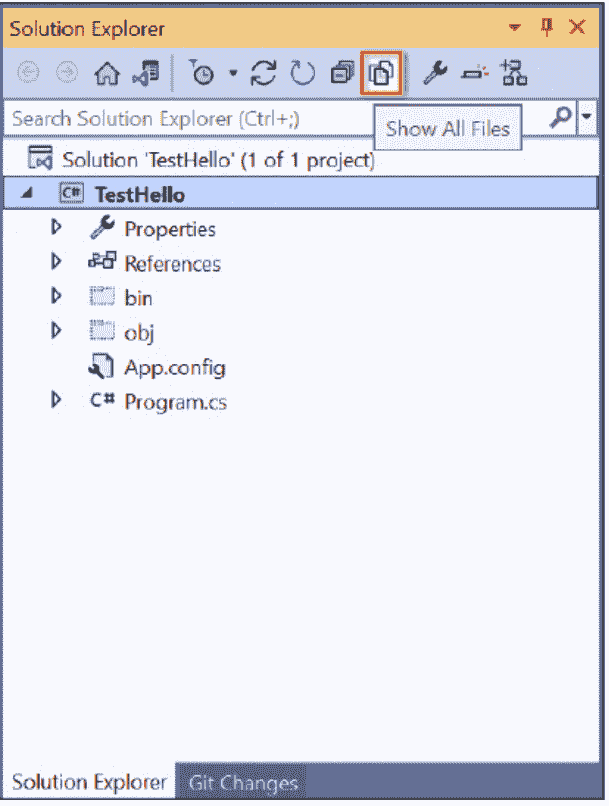 Solution Explorer
Search Solution Explorer (Ctrl+;)
Show All Files
Solution 'TestHello' (1 of 1 project)
C# TestHello
Properties
References
bin
obj
App.config
C# Program.cs
Solution Explorer Git Changes